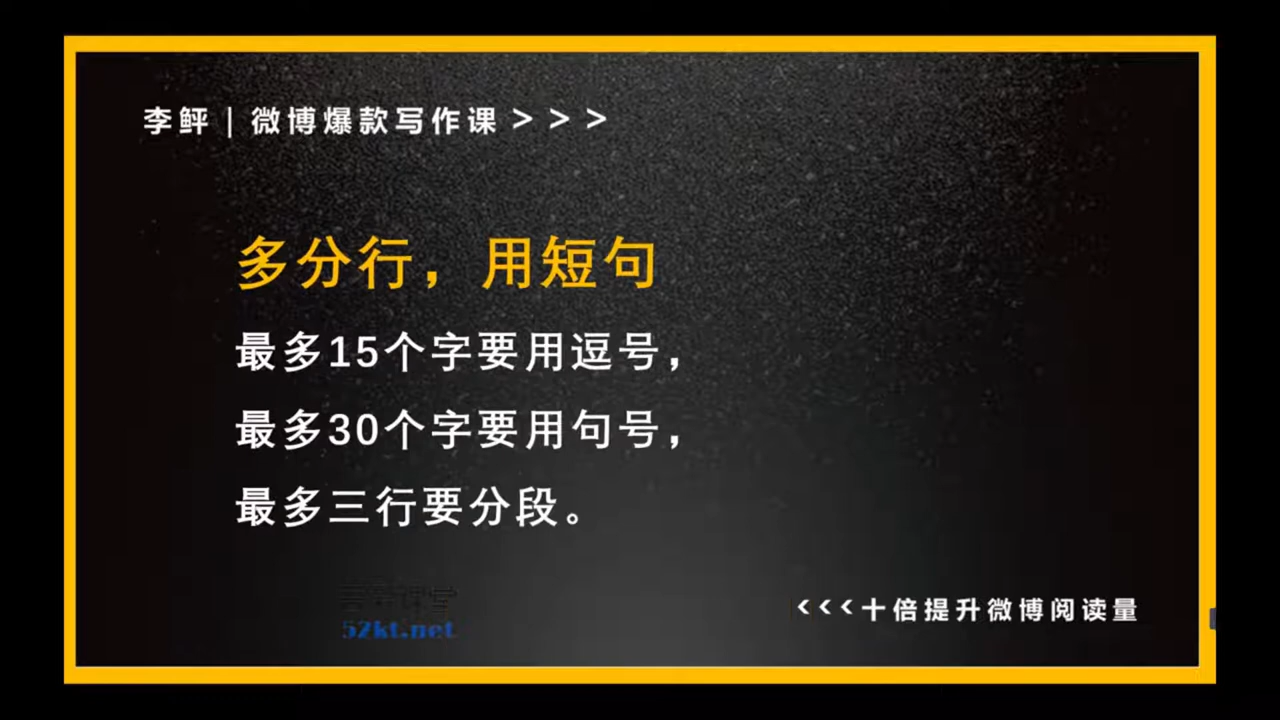 李鲆 | 微博爆款写作课 > > >
多分行，用短句
最多15个字要用逗号，
最多30个字要用句号，
最多三行要分段。
52kt.net
<<<十倍提升微博阅读量